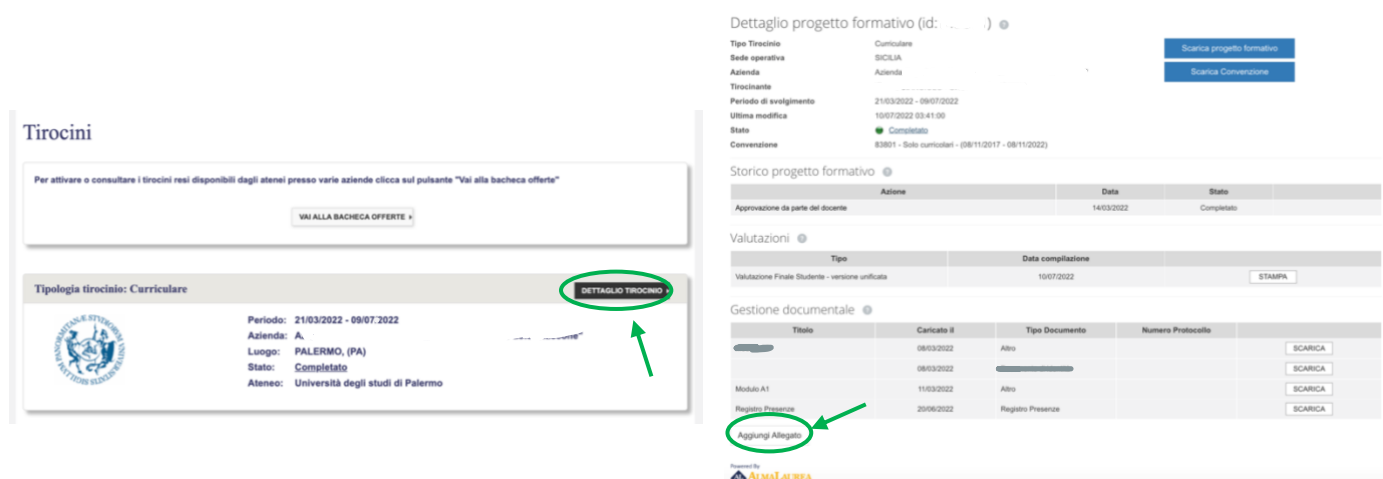 Tirocini
Per attivare o consultare i tirocini resi disponibili dagli atenei presso varie aziende clicca sul pulsante "Vai alla bacheca offerte"
VAI ALLA BACHECA OFFERTE
Tipologia tirocinio: Curriculare
DETTAGLIO TIROCINIO
Periodo: 21/03/2022 - 09/07/2022
Azienda: A,
Luogo: PALERMO, (PA)
Stato: Completato
Ateneo: Università degli studi di Palermo
Dettaglio progetto formativo (id: )
Tipo Tirocinio Curriculare
Scarica progetto formativo
Sede operativa SICILIA
Azienda Azienda
Scarica Convenzione
Tirocinante
Periodo di svolgimento 21/03/2022 - 09/07/2022
Ultima modifica 10/07/2022 03:41:00
Stato Completato
Convenzione 83801 - Solo curricolari - (08/11/2017 - 08/11/2022)
Storico progetto formativo
Azione Data Stato
Approvazione da parte del docente 14/03/2022 Completato
Valutazioni
Tipo Data compilazione
Valutazione Finale Studente - versione unificata 10/07/2022 STAMPA
Gestione documentale
Titolo Caricato il Tipo Documento Numero Protocollo
08/03/2022 Altro SCARICA
08/03/2022 SCARICA
Modulo A1 11/03/2022 Altro SCARICA
Registro Presenze 20/06/2022 Registro Presenze SCARICA
Aggiungi Allegato
Powered By
ALMALAUREA